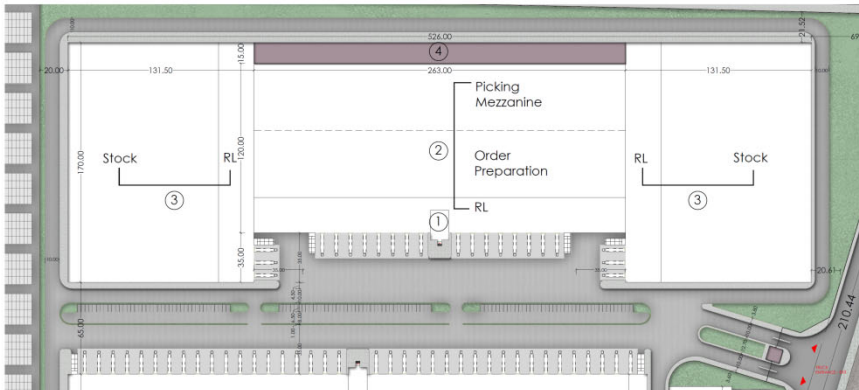 526.00
21.52
69
15.00
4
20.00
131.50
263.00
131.50
Picking
Mezzanine
120.00
170.00
2
Order
Preparation
Stock
RL
RL
Stock
3
3
RL
1
35.00
20.61
65.00
210.44